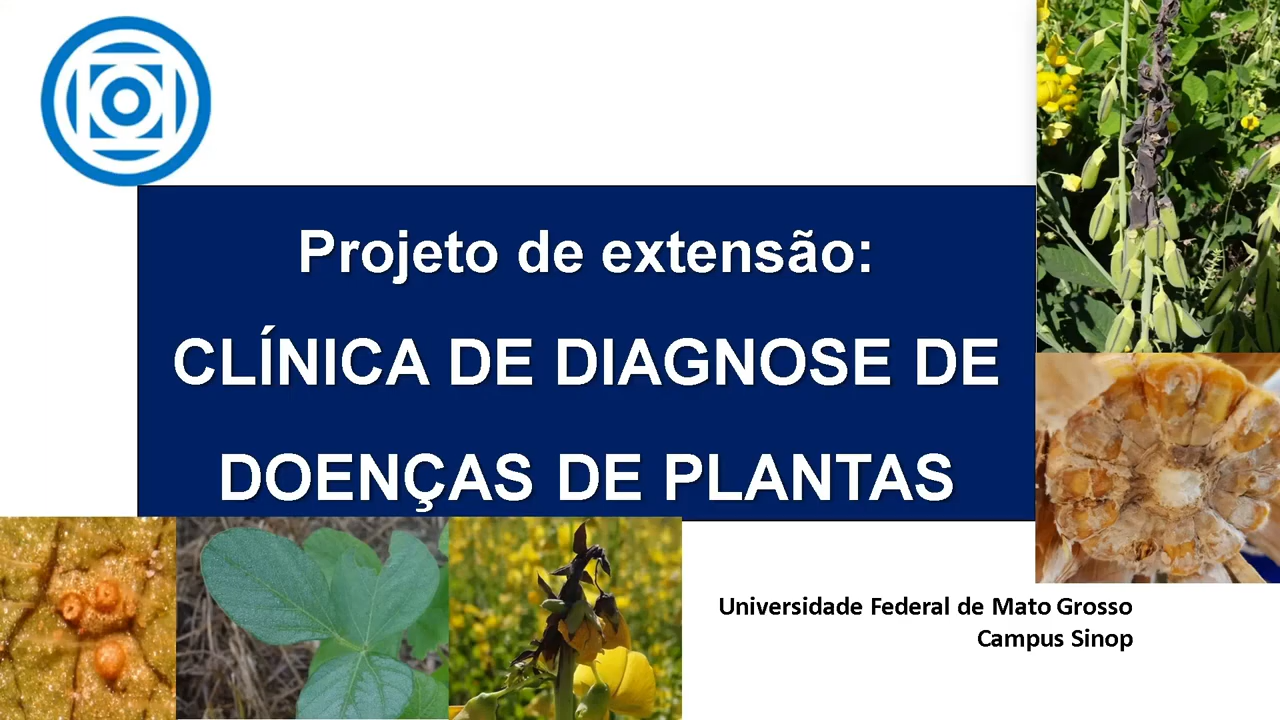 Projeto de extensão:
CLÍNICA DE DIAGNOSE DE
DOENÇAS DE PLANTAS
Universidade Federal de Mato Grosso
Campus Sinop